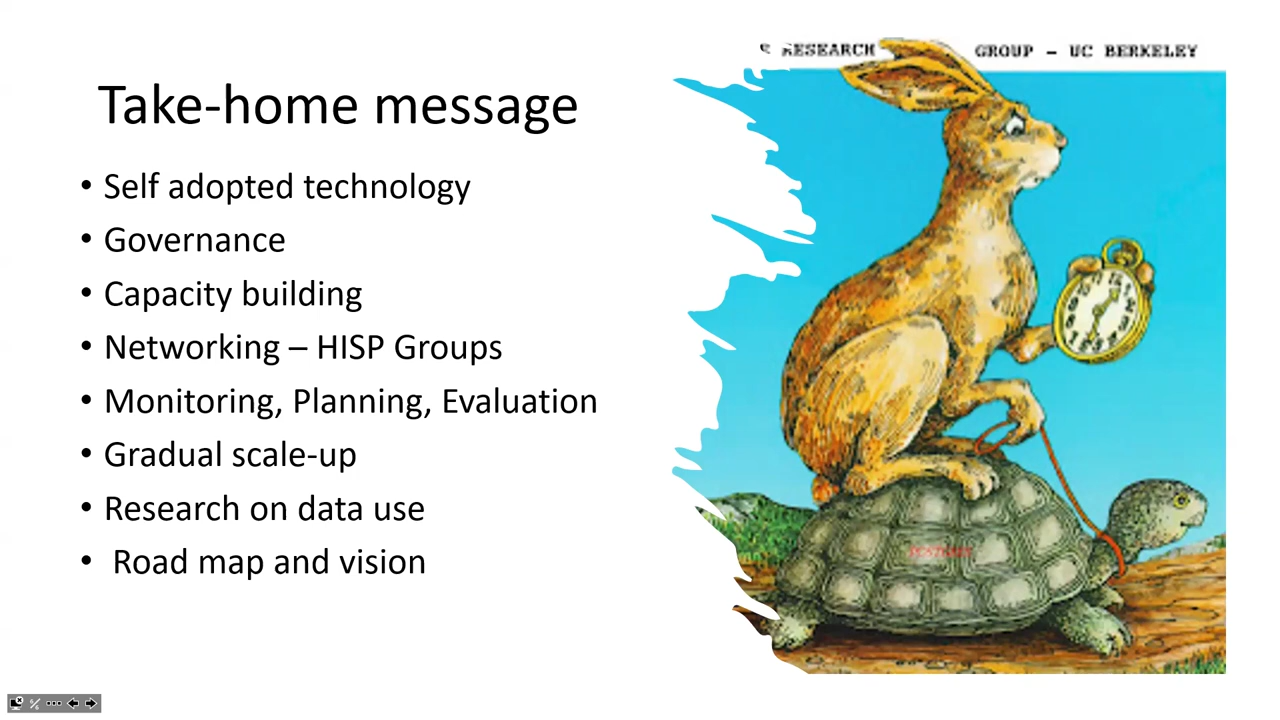 Take-home message
• Self adopted technology
• Governance
• Capacity building
• Networking – HISP Groups
• Monitoring, Planning, Evaluation
• Gradual scale-up
• Research on data use
• Road map and vision
RESEARCH GROUP – UC BERKELEY